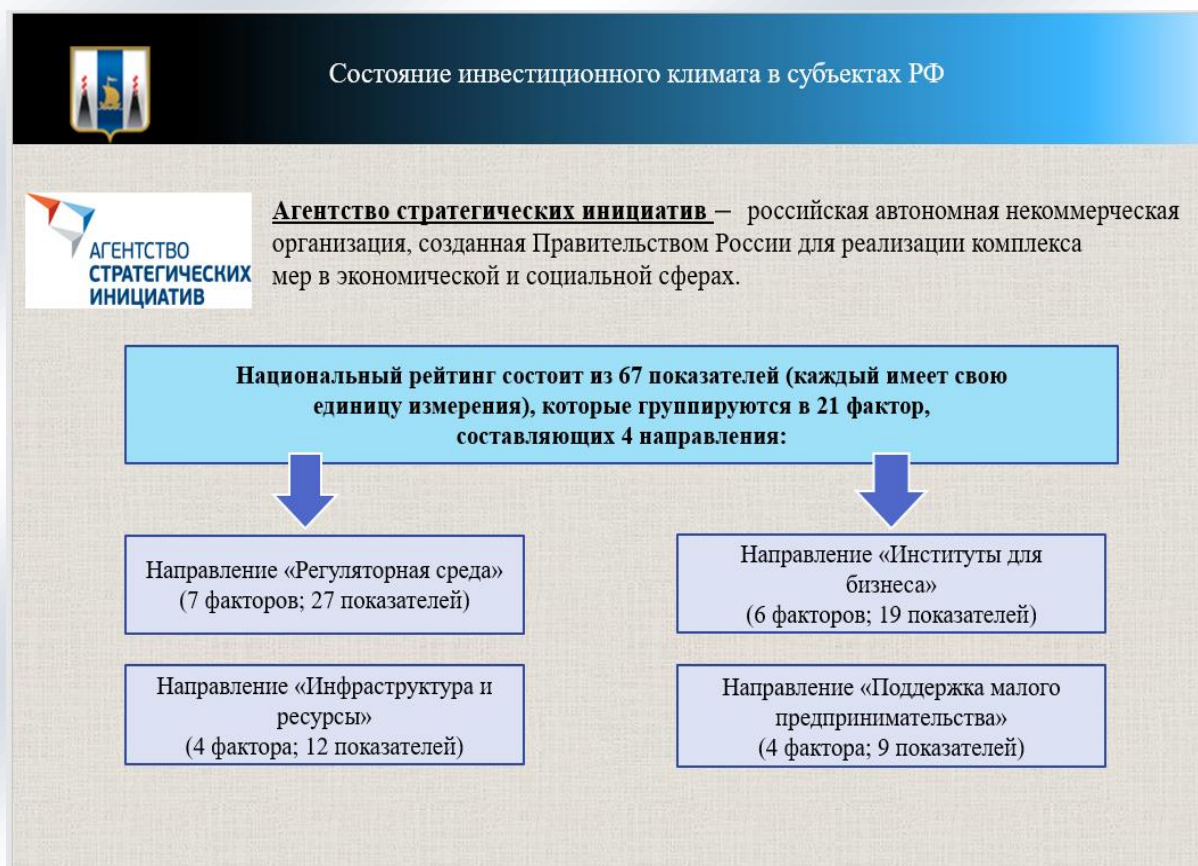 Состояние инвестиционного климата в субъектах РФ
АГЕНТСТВО
СТРАТЕГИЧЕСКИХ
ИНИЦИАТИВ
Агентство стратегических инициатив – российская автономная некоммерческая
организация, созданная Правительством России для реализации комплекса
мер в экономической и социальной сферах.
Национальный рейтинг состоит из 67 показателей (каждый имеет свою
единицу измерения), которые группируются в 21 фактор,
составляющих 4 направления:
Направление «Регуляторная среда»
(7 факторов; 27 показателей)
Направление «Институты для
бизнеса»
(6 факторов; 19 показателей)
Направление «Инфраструктура и
ресурсы»
(4 фактора; 12 показателей)
Направление «Поддержка малого
предпринимательства»
(4 фактора; 9 показателей)